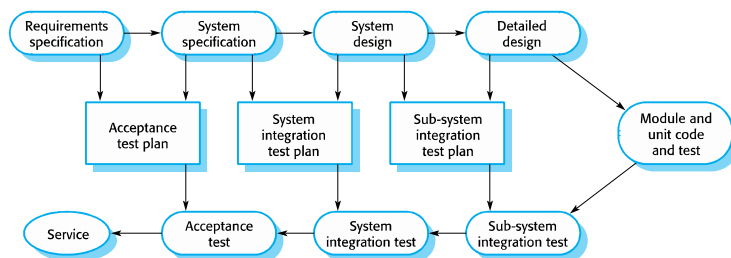 Requirements
specification
System
specification
System
design
Detailed
design
Acceptance
test plan
System
integration
test plan
Sub-system
integration
test plan
Module and
unit code
and test
Service
Acceptance
test
System
integration test
Sub-system
integration test